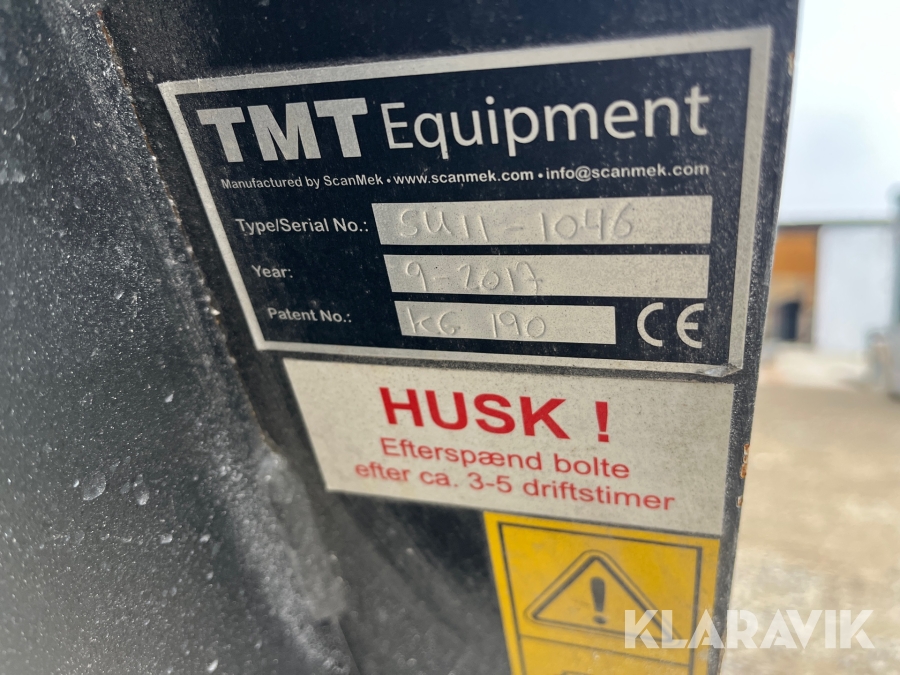 TMT Equipment
Manufactured by ScanMek • www.scanmek.com • info@scanmek.com
Type/Serial No.: SU11-1046
Year: 9-2017
Patent No.: KG 190
CE
HUSK !
Efterspænd bolte
efter ca. 3-5 driftstimer
KLARAVIK